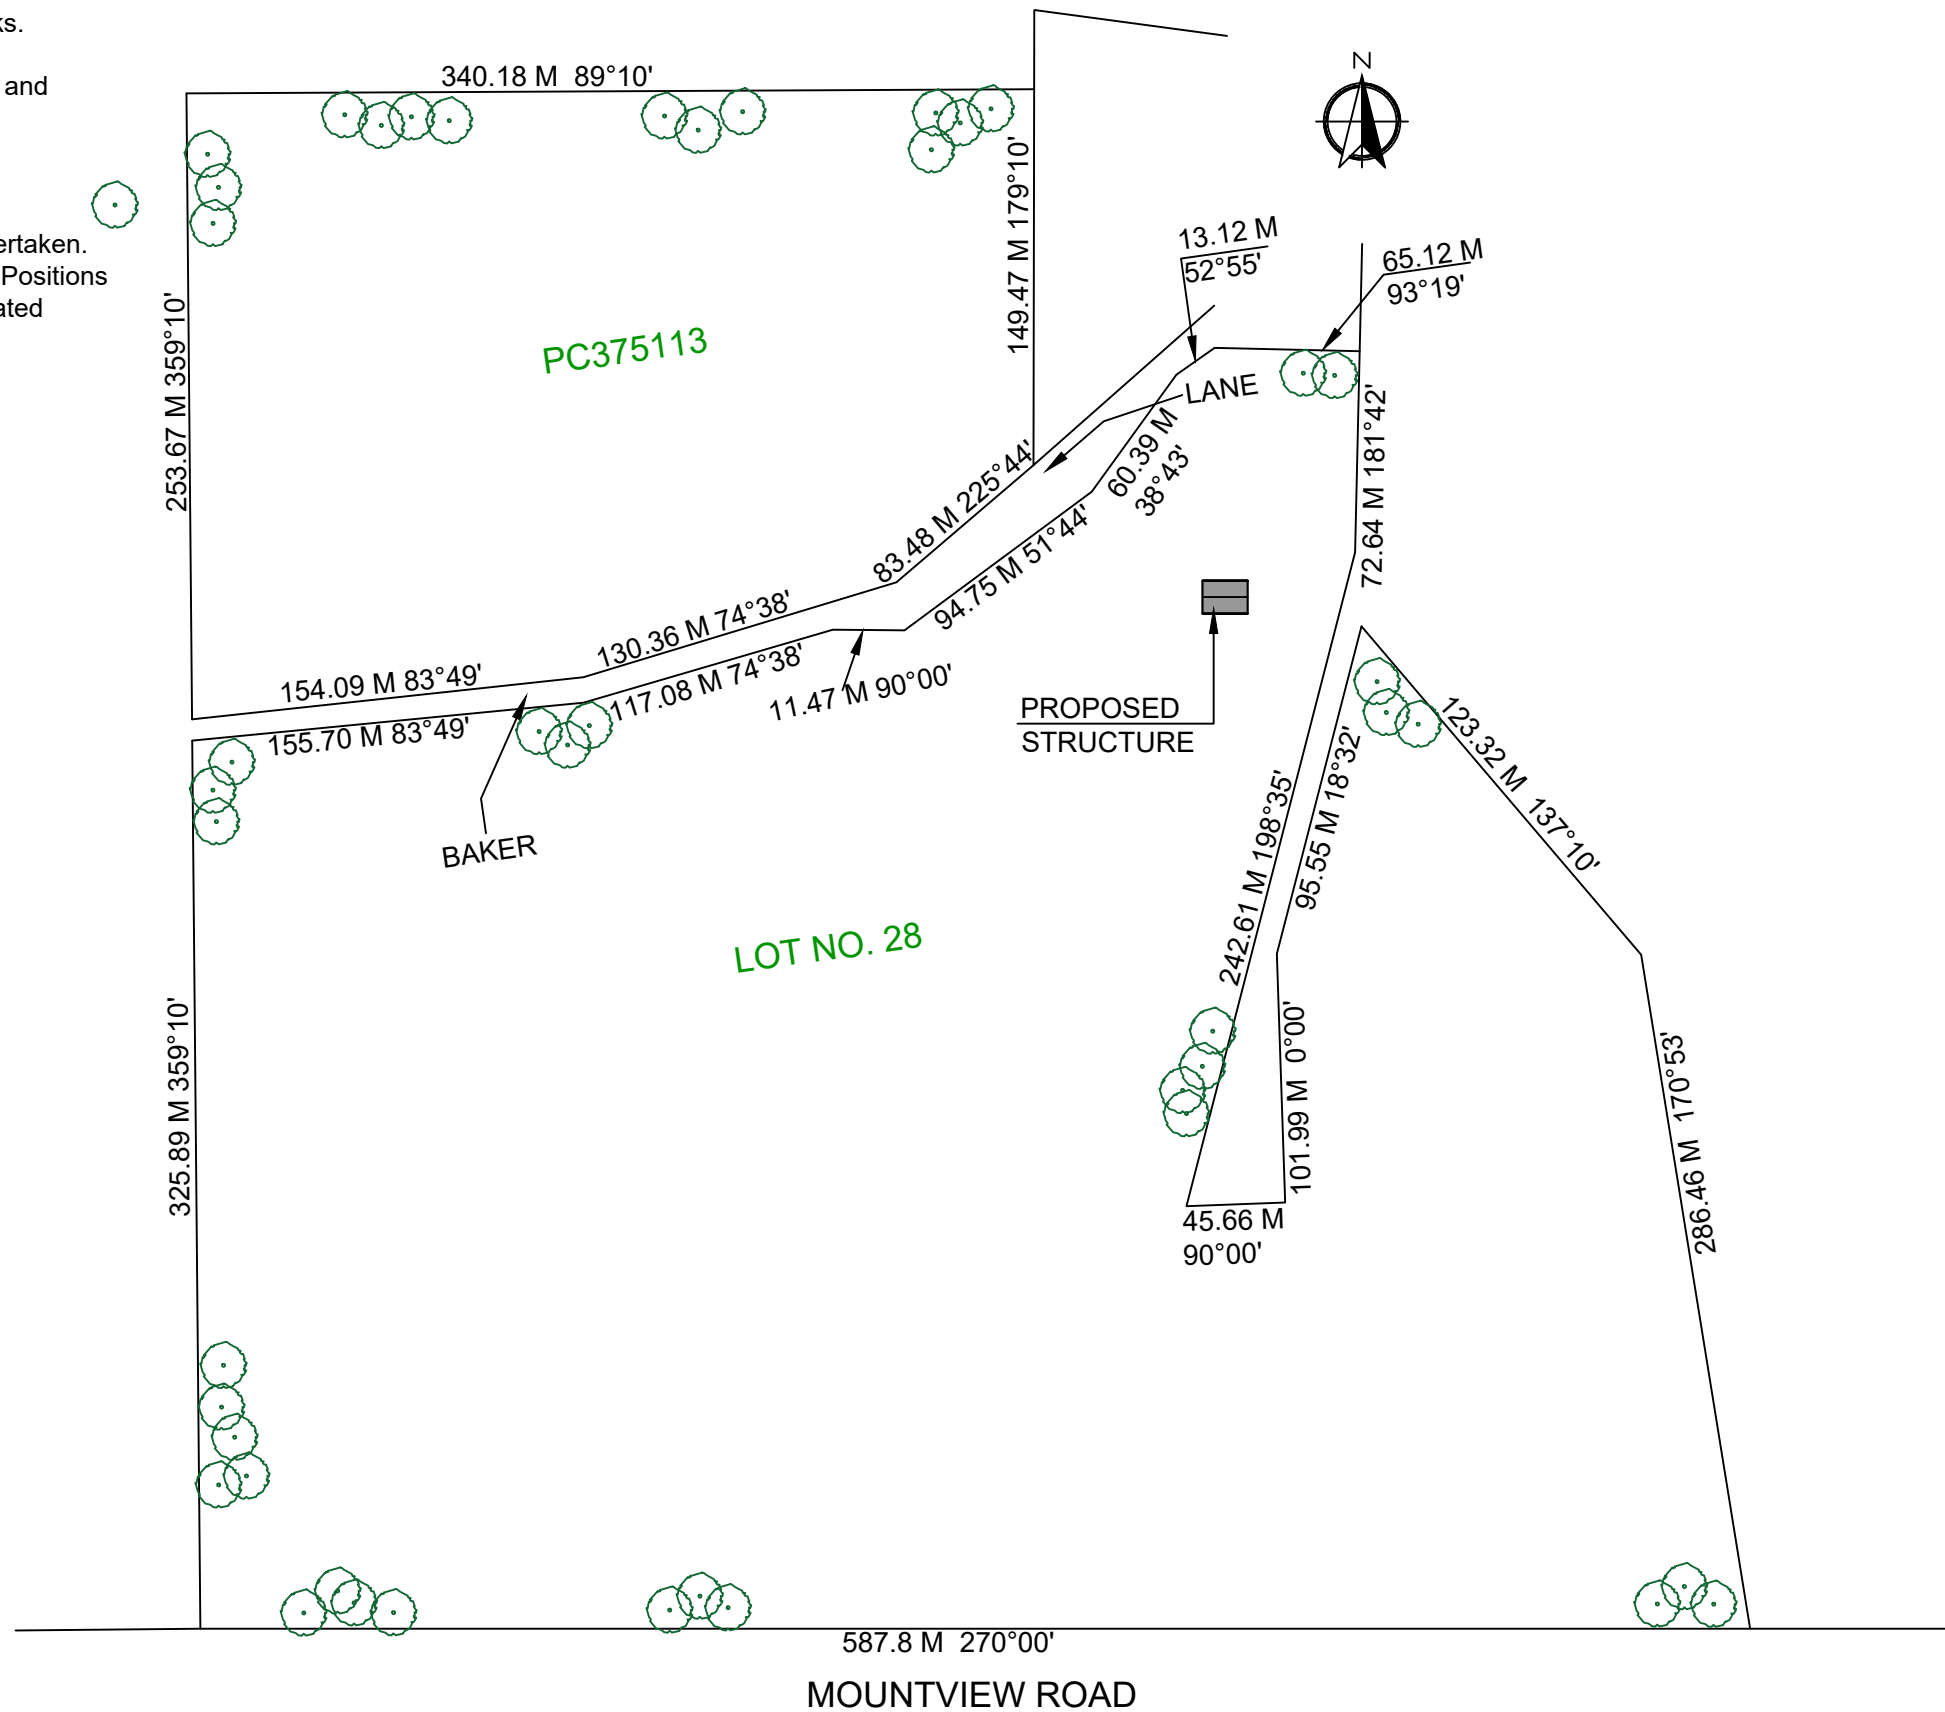 ks.
and
ertaken.
Positions
ated
340.18 M  89°10'
N
149.47 M 179°10'
13.12 M
52°55'
65.12 M
93°19'
253.67 M 359°10'
PC375113
LANE
60.39 M
38°43'
72.64 M 181°42'
83.48 M 225°44'
94.75 M 51°44'
130.36 M 74°38'
154.09 M 83°49'
117.08 M 74°38'
11.47 M 90°00'
155.70 M 83°49'
PROPOSED
STRUCTURE
123.32 M  137°10'
BAKER
242.61 M 198°35'
95.55 M 18°32'
LOT NO. 28
325.89 M 359°10'
101.99 M  0°00'
286.46 M  170°53'
45.66 M
90°00'
587.8 M  270°00'
MOUNTVIEW ROAD